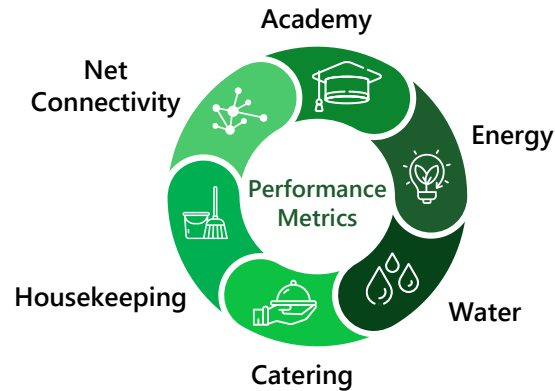 Academy
Net
Connectivity
Energy
Performance
Metrics
Housekeeping
Water
Catering